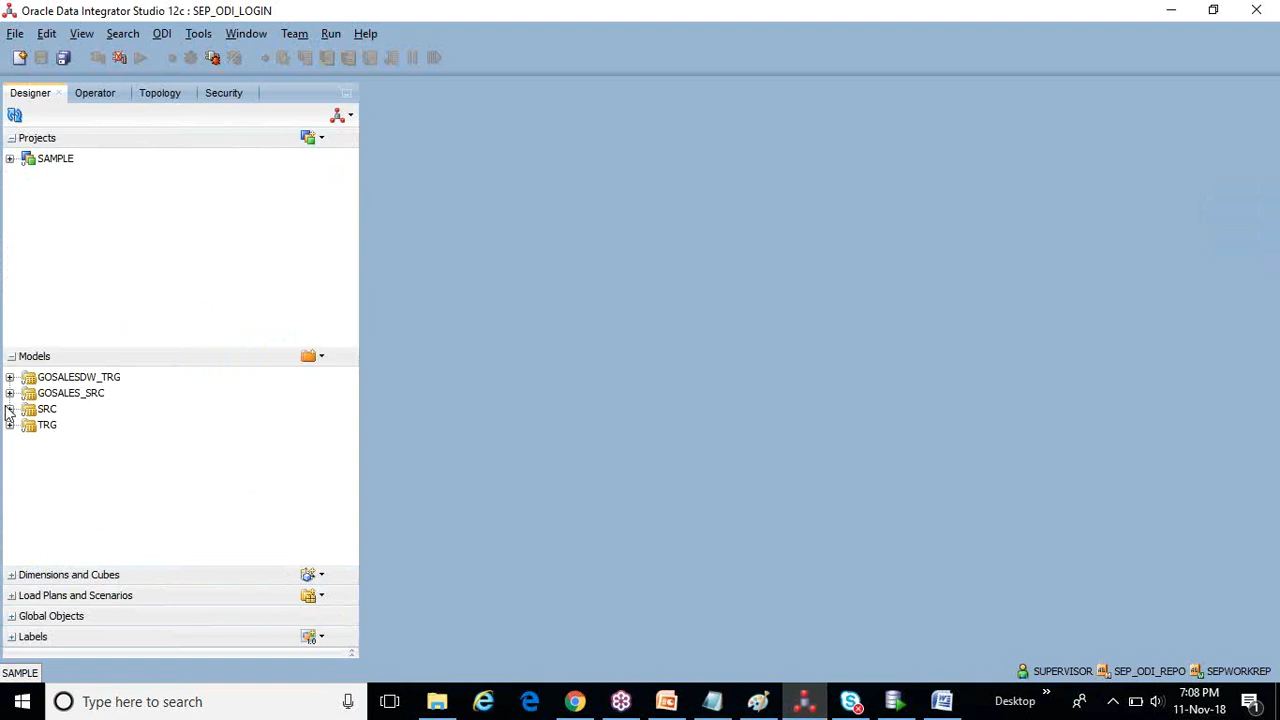 Oracle Data Integrator Studio 12c : SEP_ODI_LOGIN
File Edit View Search ODI Tools Window Team Run Help
Designer Operator Topology Security
Projects
SAMPLE
Models
GOSALESDW_TRG
GOSALES_SRC
SRC
TRG
Dimensions and Cubes
Load Plans and Scenarios
Global Objects
Labels
SAMPLE SUPERVISOR SEP_ODI_REPO SEPWORKREP
Type here to search Desktop 7:08 PM
11-Nov-18